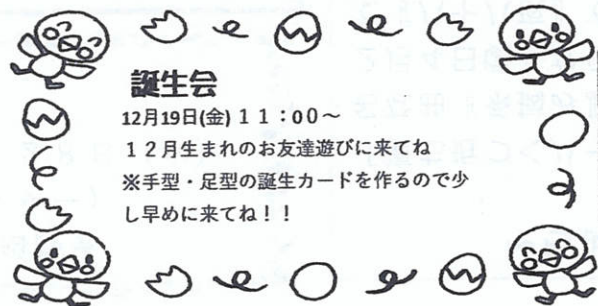 誕生会
12月19日(金) １１：00～
１２月生まれのお友達遊びに来てね
※手型・足型の誕生カードを作るので少
し早めに来てね！！